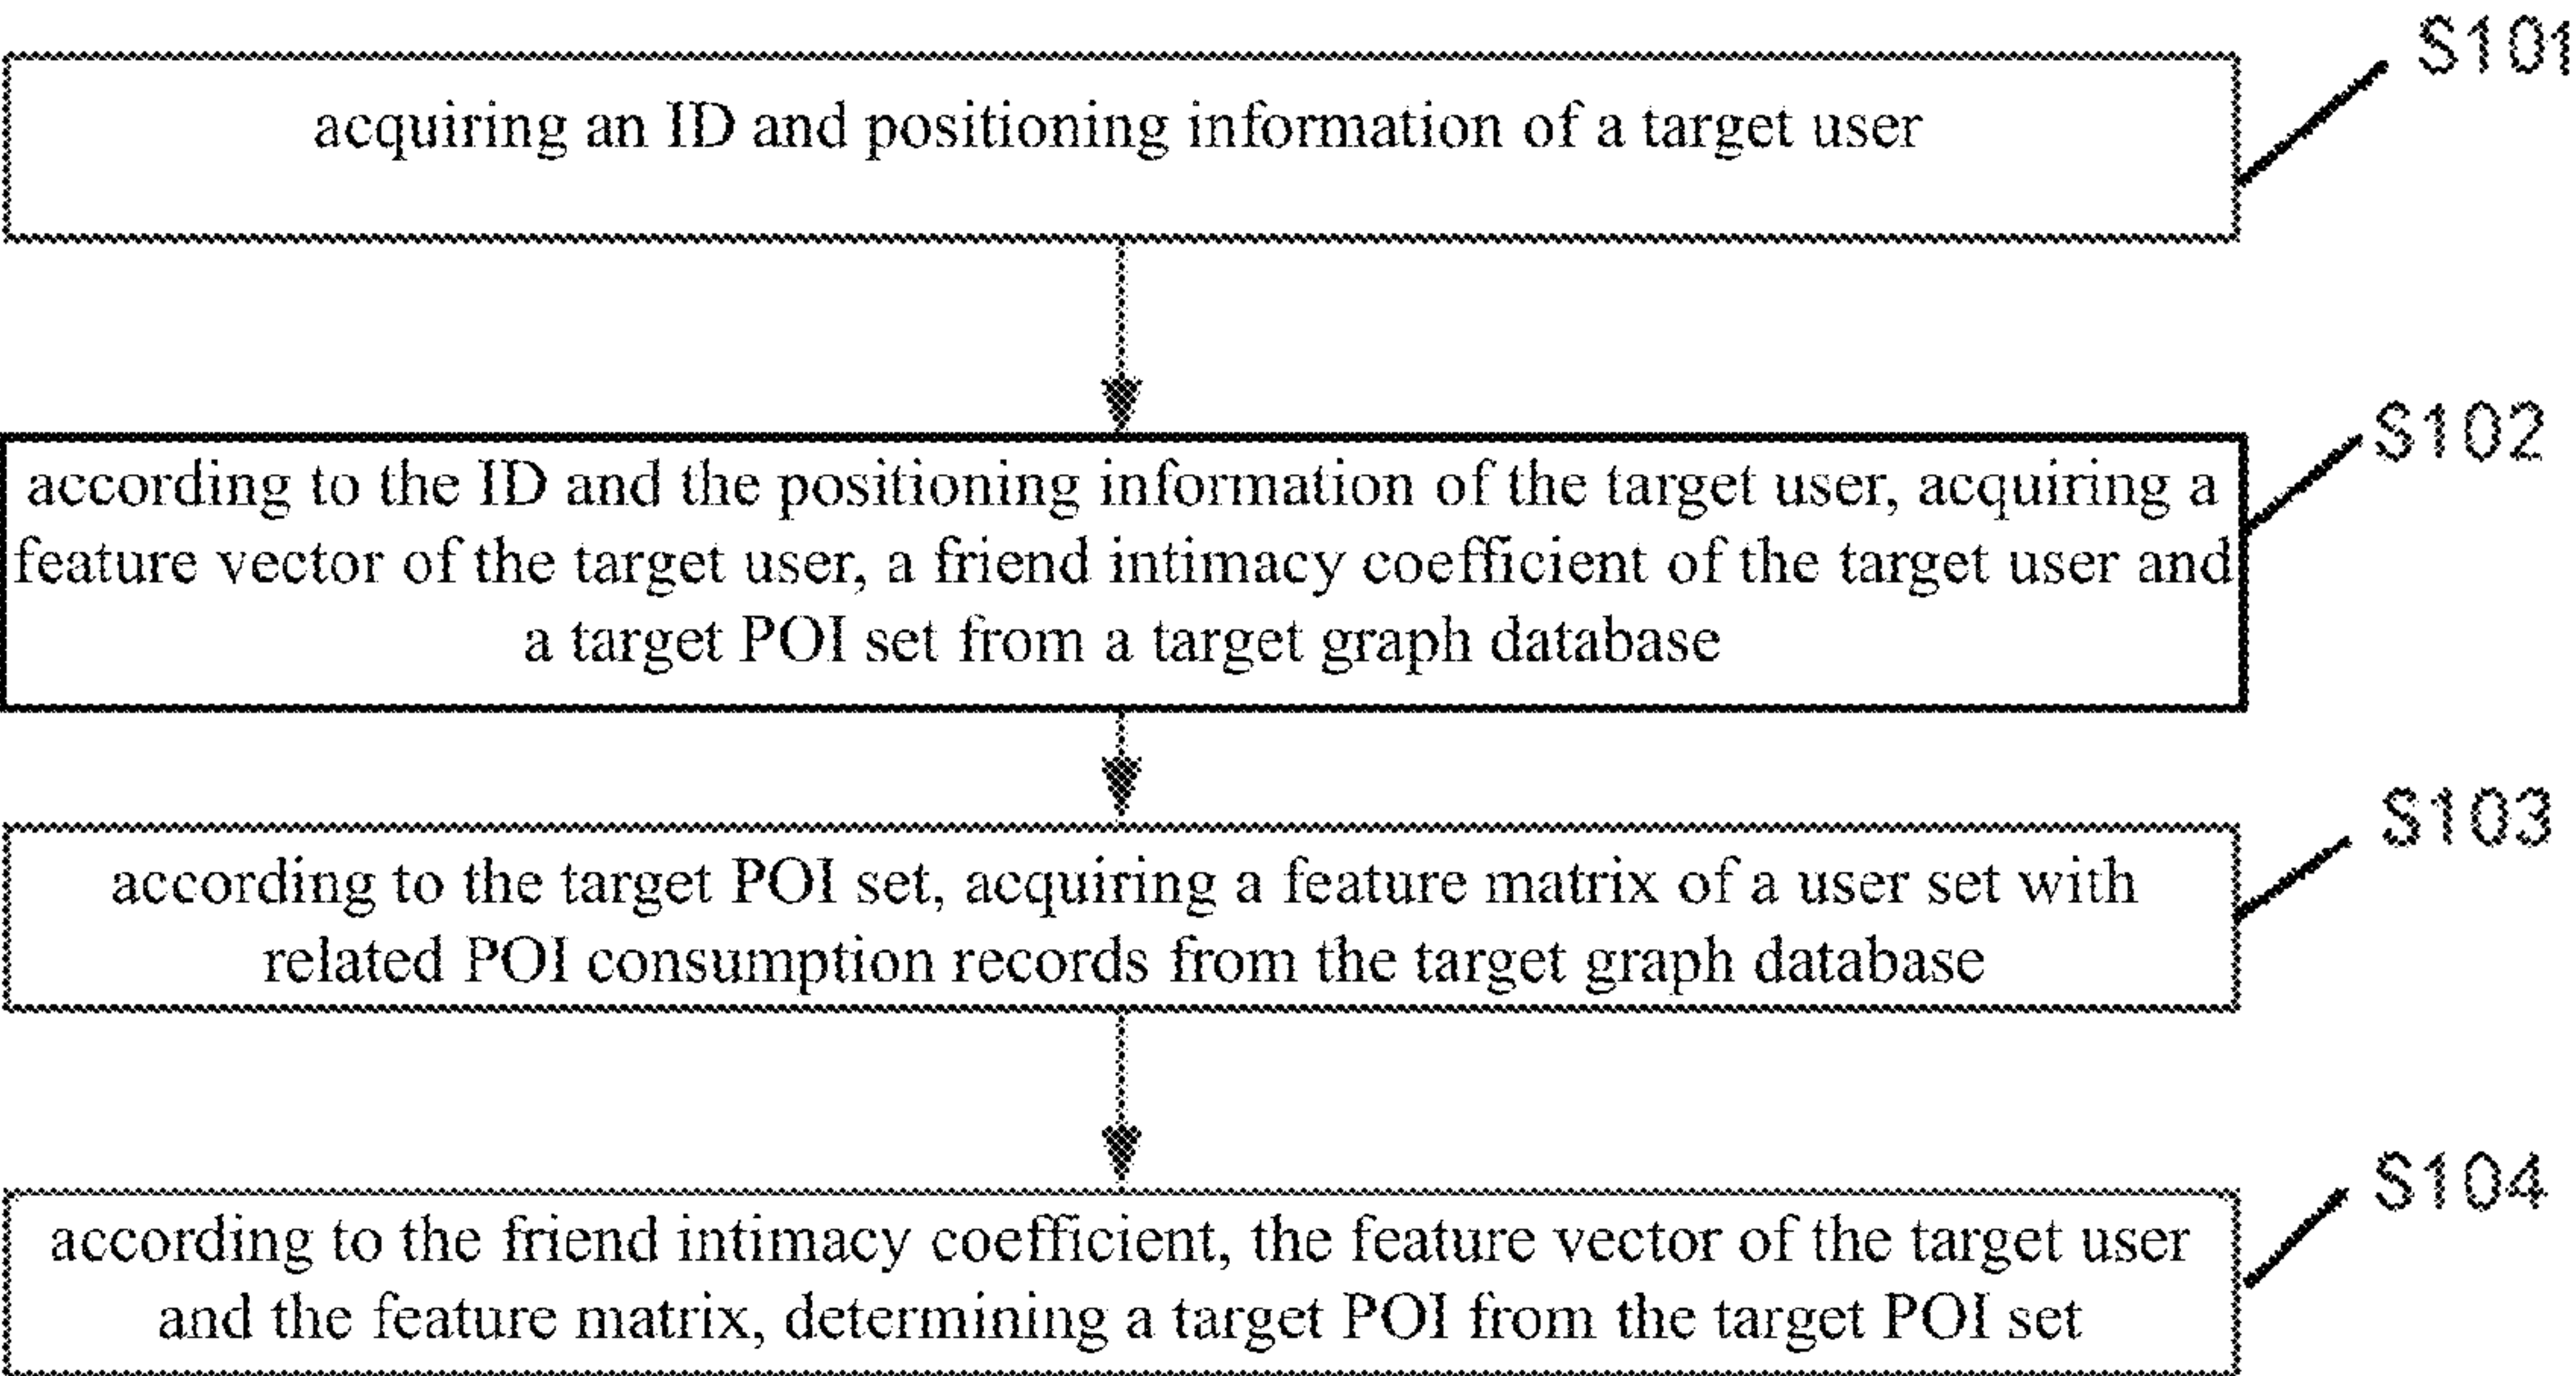 S101
acquiring an ID and positioning information of a target user
S102
according to the ID and the positioning information of the target user, acquiring a
feature vector of the target user, a friend intimacy coefficient of the target user and
a target POI set from a target graph database
S103
according to the target POI set, acquiring a feature matrix of a user set with
related POI consumption records from the target graph database
S104
according to the friend intimacy coefficient, the feature vector of the target user
and the feature matrix, determining a target POI from the target POI set